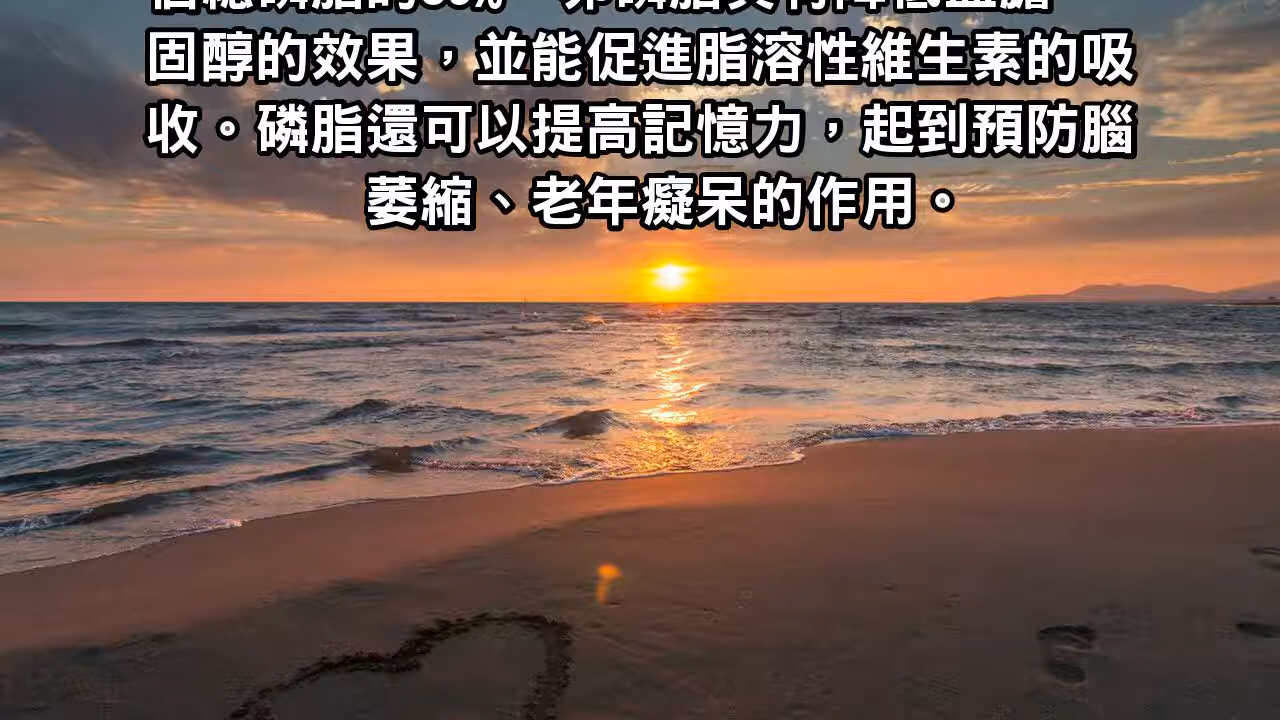 固醇的效果，並能促進脂溶性維生素的吸
收。磷脂還可以提高記憶力，起到預防腦
萎縮、老年癡呆的作用。